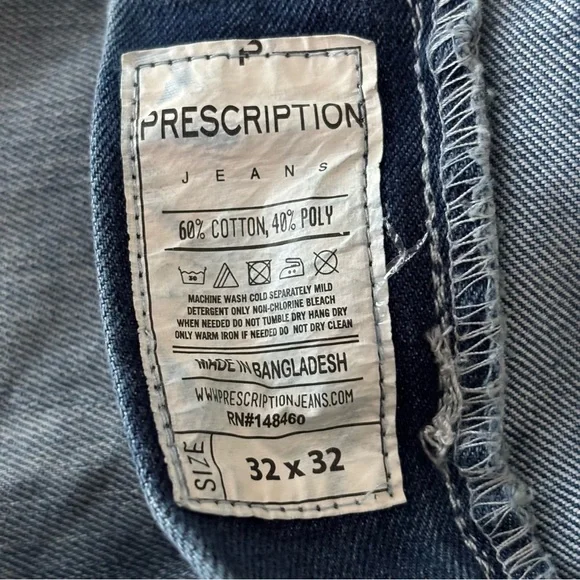 PRESCRIPTION
JEANS
60% COTTON, 40% POLY
30
MACHINE WASH COLD SEPARATELY MILD
DETERGENT ONLY NON-CHLORINE BLEACH
WHEN NEEDED DO NOT TUMBLE DRY HANG DRY
ONLY WARM IRON IF NEEDED DO NOT DRY CLEAN
MADE IN BANGLADESH
WWW.PRESCRIPTIONJEANS.COM
RN#148460
SIZE
32 x 32